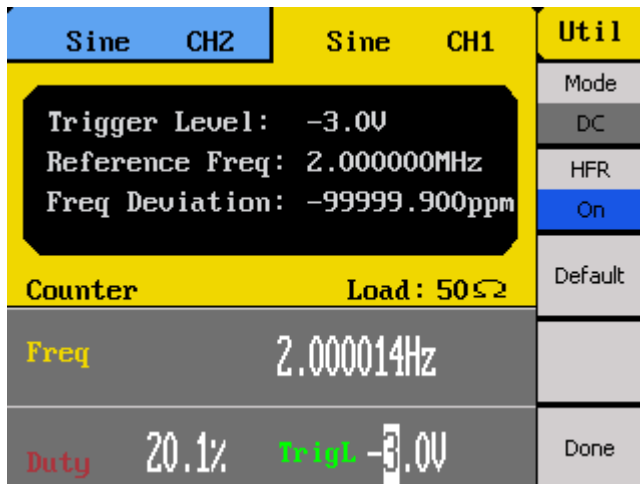 Sine CH2 Sine CH1 Util
Trigger Level: -3.0V
Reference Freq: 2.000000MHz
Freq Deviation: -99999.900ppm
Counter Load: 50Ω
Freq 2.000014Hz
Duty 20.1% TrigL -3.0V
Mode
DC
HFR
On
Default
Done